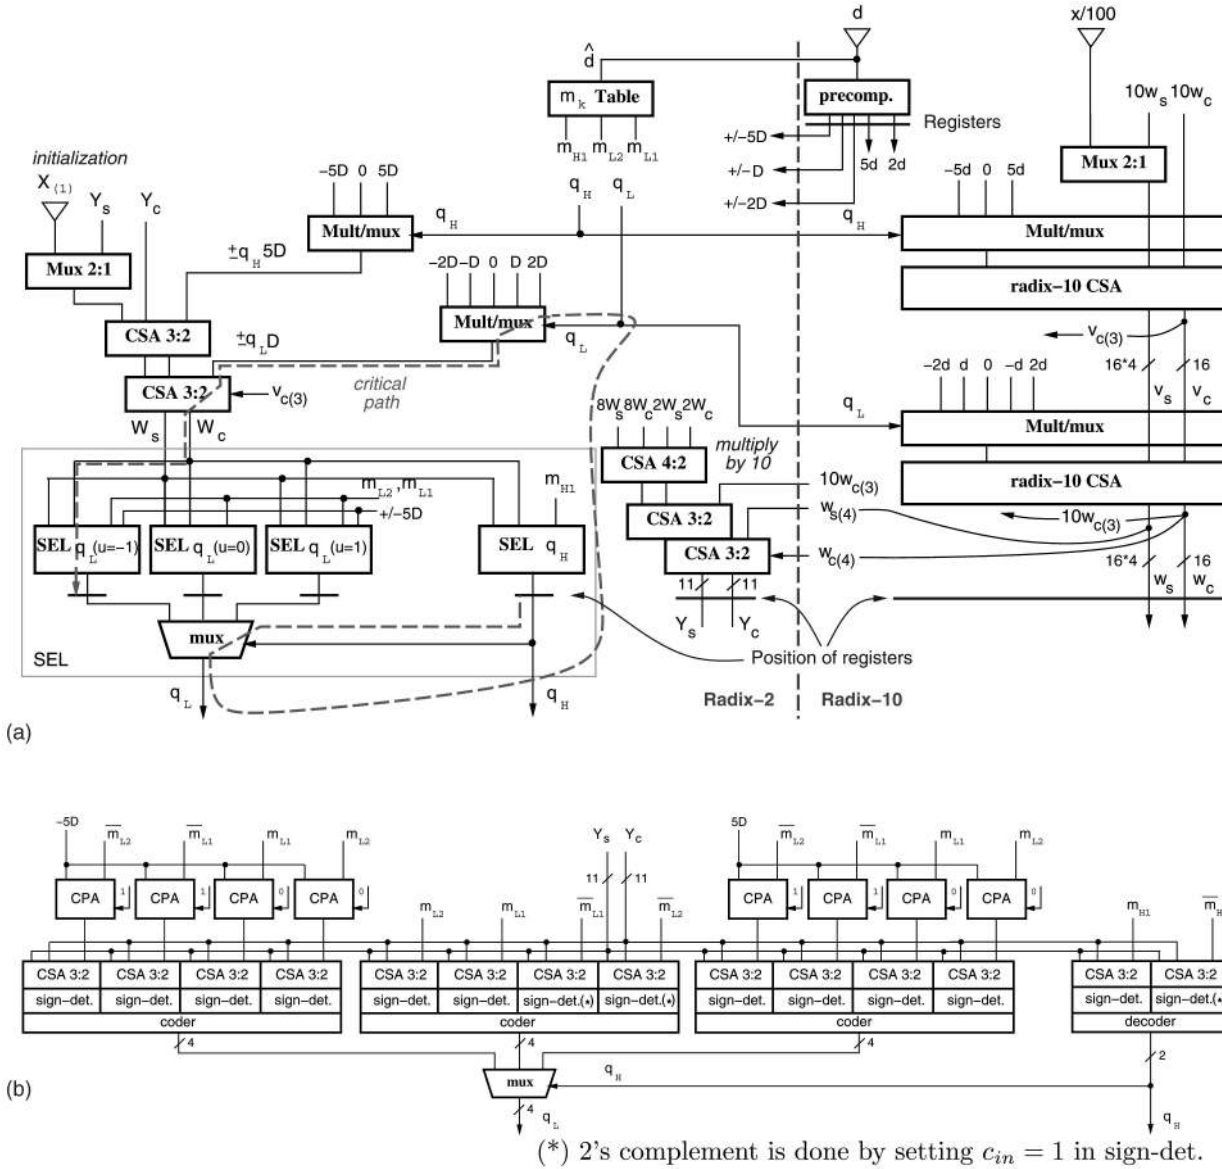 d
x/100
^
d
m_k Table
precomp.
10w_s 10w_c
Registers
m_H1 m_L2 m_L1
+/-5D
5d 2d
+/-D
+/-2D
initialization
X_(1)
Y_s Y_c
−5D 0 5D
q_H q_L
Mux 2:1
−5d 0 5d
Mult/mux
q_H
q_H
Mult/mux
±q_H 5D
Mux 2:1
−2D −D 0 D 2D
radix−10 CSA
CSA 3:2
Mult/mux
q_L
±q_L D
v_c(3)
16*4 16
v_s v_c
−2d d 0 −d 2d
CSA 3:2
v_c(3)
critical
path
W_s W_c
8W_s 8W_c 2W_s 2W_c
q_L
Mult/mux
multiply
by 10
CSA 4:2
radix−10 CSA
m_L2, m_L1
m_H1
+/-5D
10w_c(3)
w_s(4)
10w_c(3)
CSA 3:2
SEL q_L (u=−1)
SEL q_L (u=0)
SEL q_L (u=1)
SEL q_H
CSA 3:2
w_c(4)
16*4 16
w_s w_c
11 11
Y_s Y_c
mux
SEL
Position of registers
q_L q_H
Radix−2 Radix−10
(a)
−5D m̅_L2 m̅_L1 m_L1 m_L2
Y_s Y_c
5D m̅_L2 m̅_L1 m_L1 m_L2
11 11
CPA 1 CPA 1 CPA 0 CPA 0
CPA 1 CPA 1 CPA 0 CPA 0
m_L2 m_L1 m̅_L1 m̅_L2
m_H1 m̅_H
CSA 3:2 CSA 3:2 CSA 3:2 CSA 3:2 CSA 3:2 CSA 3:2 CSA 3:2 CSA 3:2 CSA 3:2 CSA 3:2 CSA 3:2 CSA 3:2 CSA 3:2 CSA 3:2
sign−det. sign−det. sign−det. sign−det. sign−det. sign−det. sign−det.(*) sign−det.(*) sign−det. sign−det. sign−det. sign−det. sign−det. sign−det.(*
coder coder coder decoder
4 4 4 2
mux
q_H
4
q_L q_H
(b)
(*) 2's complement is done by setting c_in = 1 in sign-det.